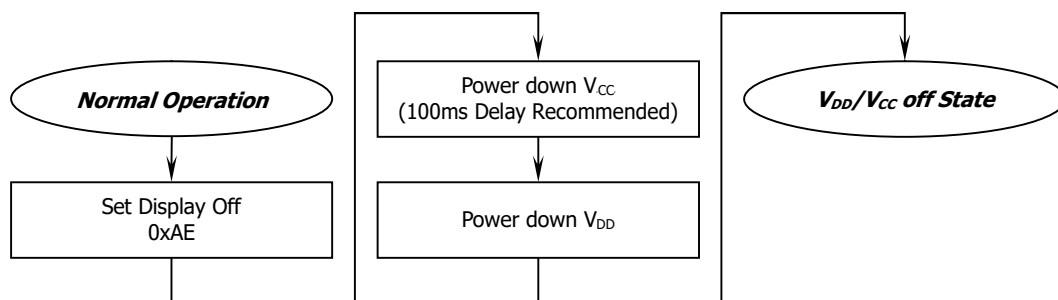 Normal Operation
Set Display Off
0xAE
Power down VCC
(100ms Delay Recommended)
Power down VDD
VDD/VCC off State